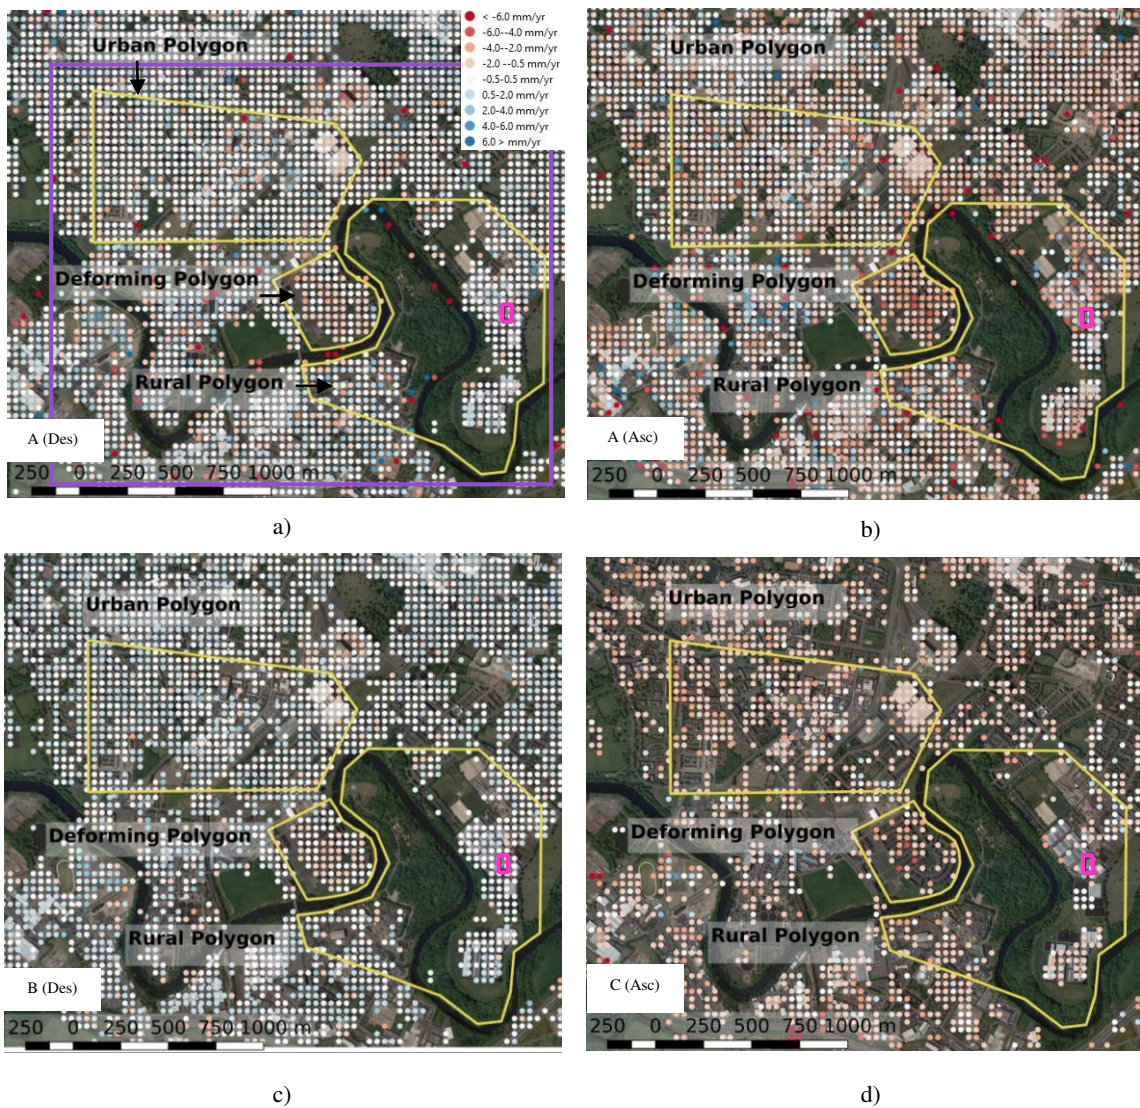 Urban Polygon
< -6.0 mm/yr
-6.0--4.0 mm/yr
-4.0--2.0 mm/yr
-2.0 --0.5 mm/yr
-0.5-0.5 mm/yr
0.5-2.0 mm/yr
2.0-4.0 mm/yr
4.0-6.0 mm/yr
6.0 > mm/yr
Deforming Polygon
Rural Polygon
A (Des)
250 0 250 500 750 1000 m
a)
Urban Polygon
Deforming Polygon
Rural Polygon
A (Asc)
250 0 250 500 750 1000 m
b)
Urban Polygon
Deforming Polygon
Rural Polygon
B (Des)
250 0 250 500 750 1000 m
c)
Urban Polygon
Deforming Polygon
Rural Polygon
C (Asc)
250 0 250 500 750 1000 m
d)